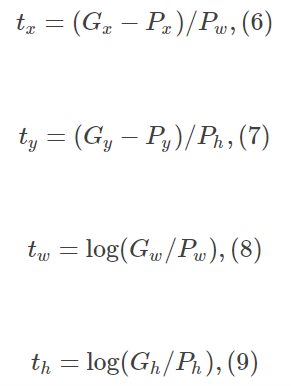 t_x = (G_x − P_x)/P_w, (6)
t_y = (G_y − P_y)/P_h, (7)
t_w = log(G_w/P_w), (8)
t_h = log(G_h/P_h), (9)